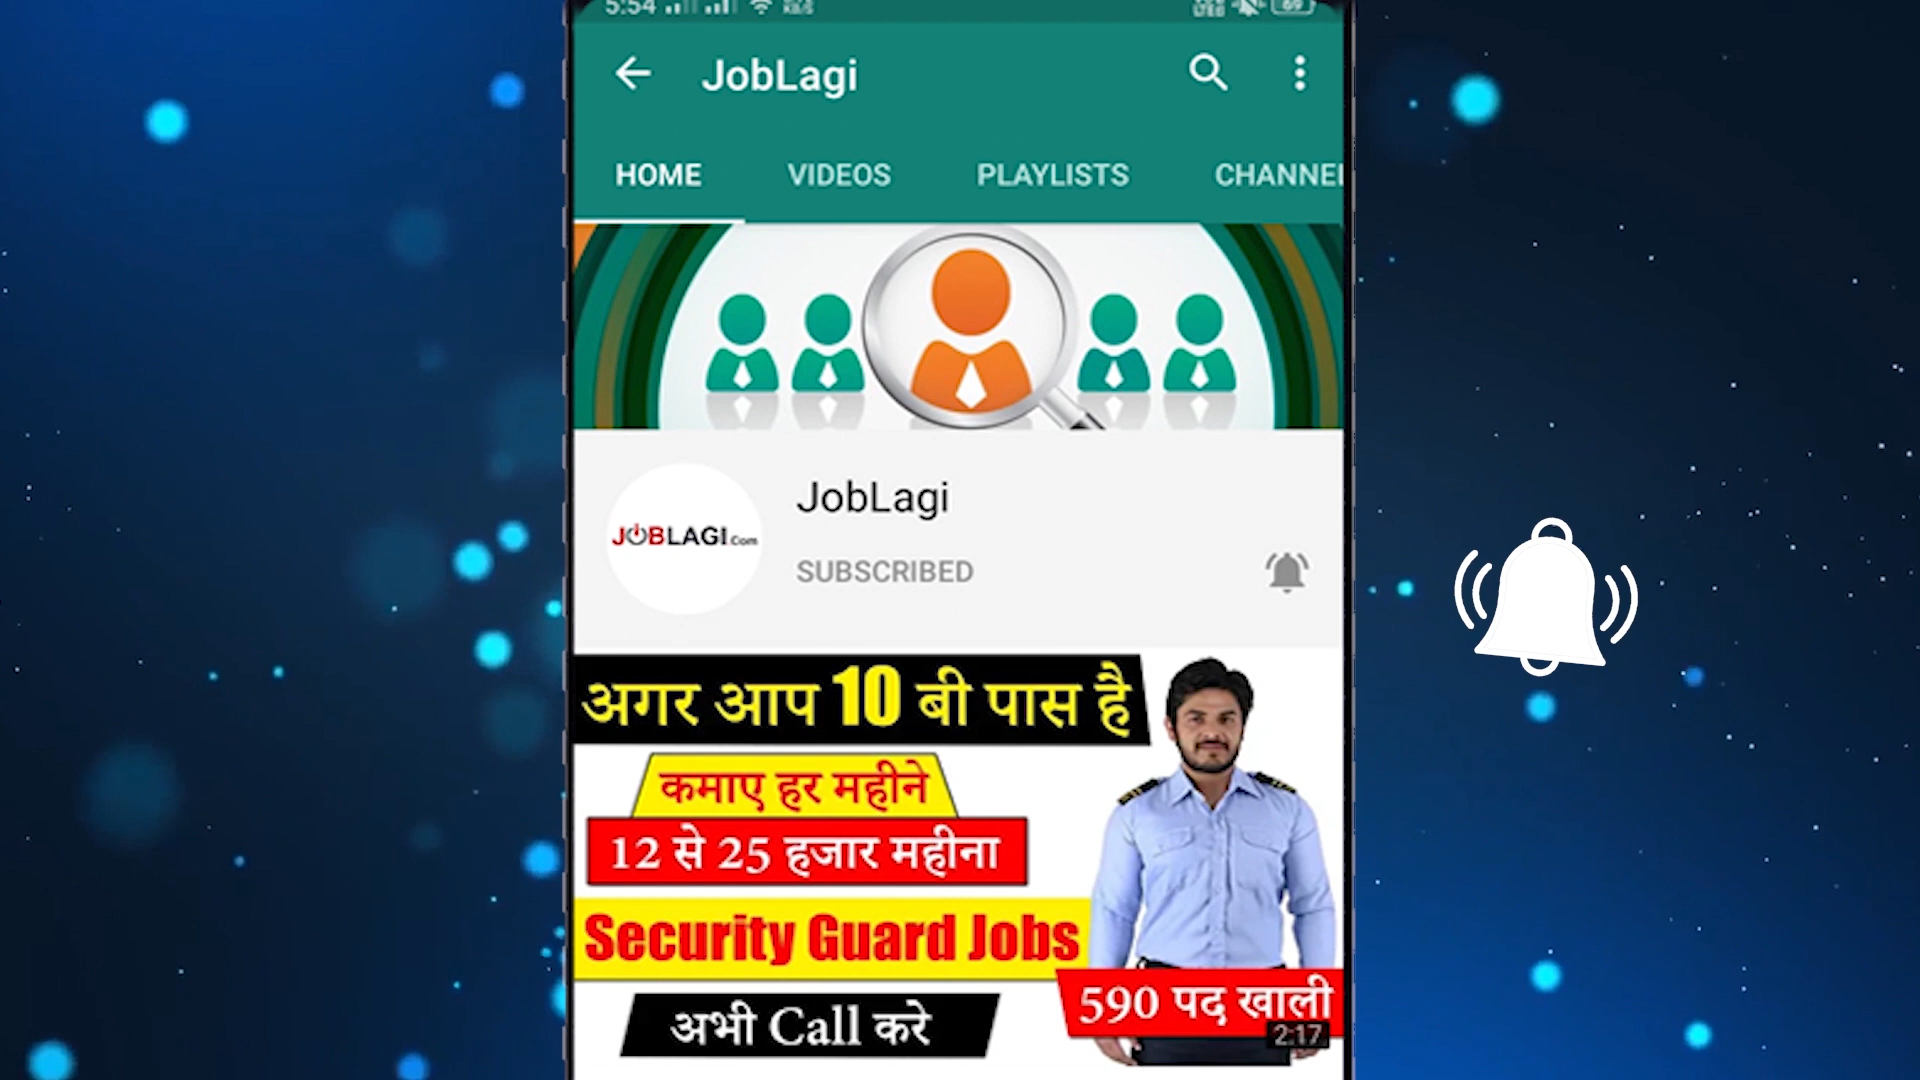 5:54
69
JobLagi
HOME VIDEOS PLAYLISTS CHANNEL
JOBLAGI.com
JobLagi
SUBSCRIBED
अगर आप 10 बी पास है
कमाए हर महीने
12 से 25 हजार महीना
Security Guard Jobs
590 पद खाली
2:17
अभी Call करे